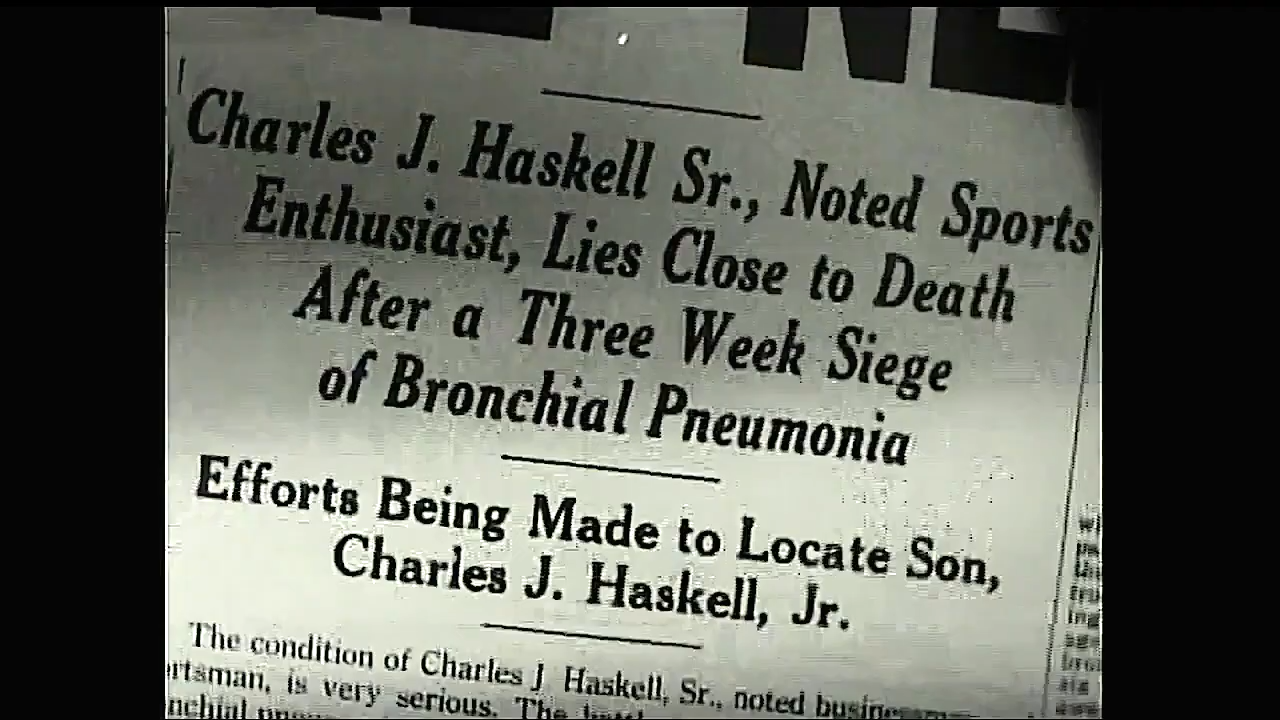 Charles J. Haskell Sr., Noted Sports
Enthusiast, Lies Close to Death
After a Three Week Siege
of Bronchial Pneumonia
Efforts Being Made to Locate Son,
Charles J. Haskell, Jr.
The condition of Charles J. Haskell, Sr., noted
is very serious. The